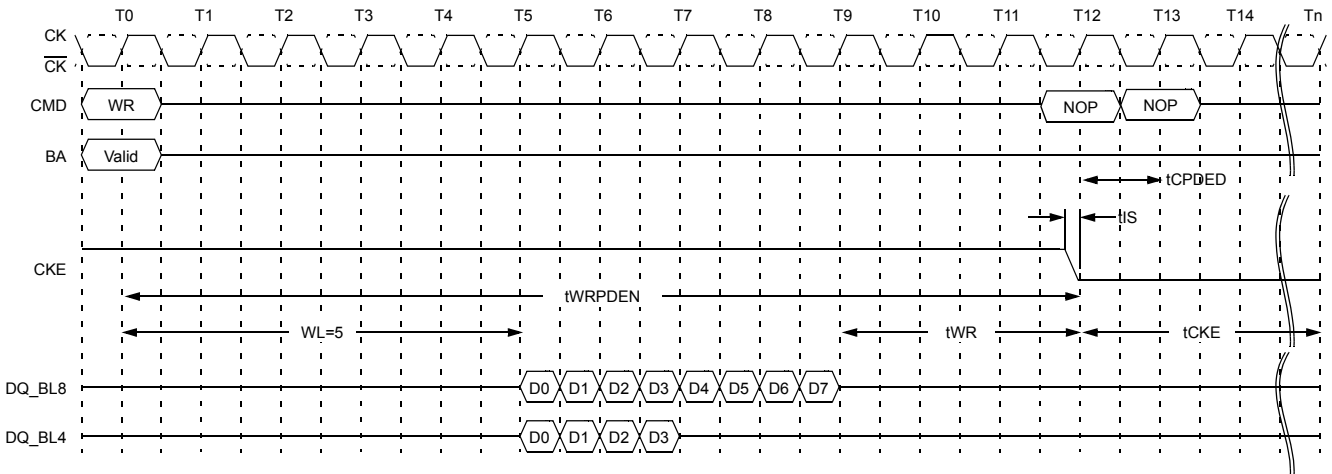 T0 T1 T2 T3 T4 T5 T6 T7 T8 T9 T10 T11 T12 T13 T14 Tn
CK
CK
CMD WR NOP NOP
BA Valid
tCPDED
tIS
CKE
tWRPDEN
WL=5 tWR tCKE
DQ_BL8 D0 D1 D2 D3 D4 D5 D6 D7
DQ_BL4 D0 D1 D2 D3